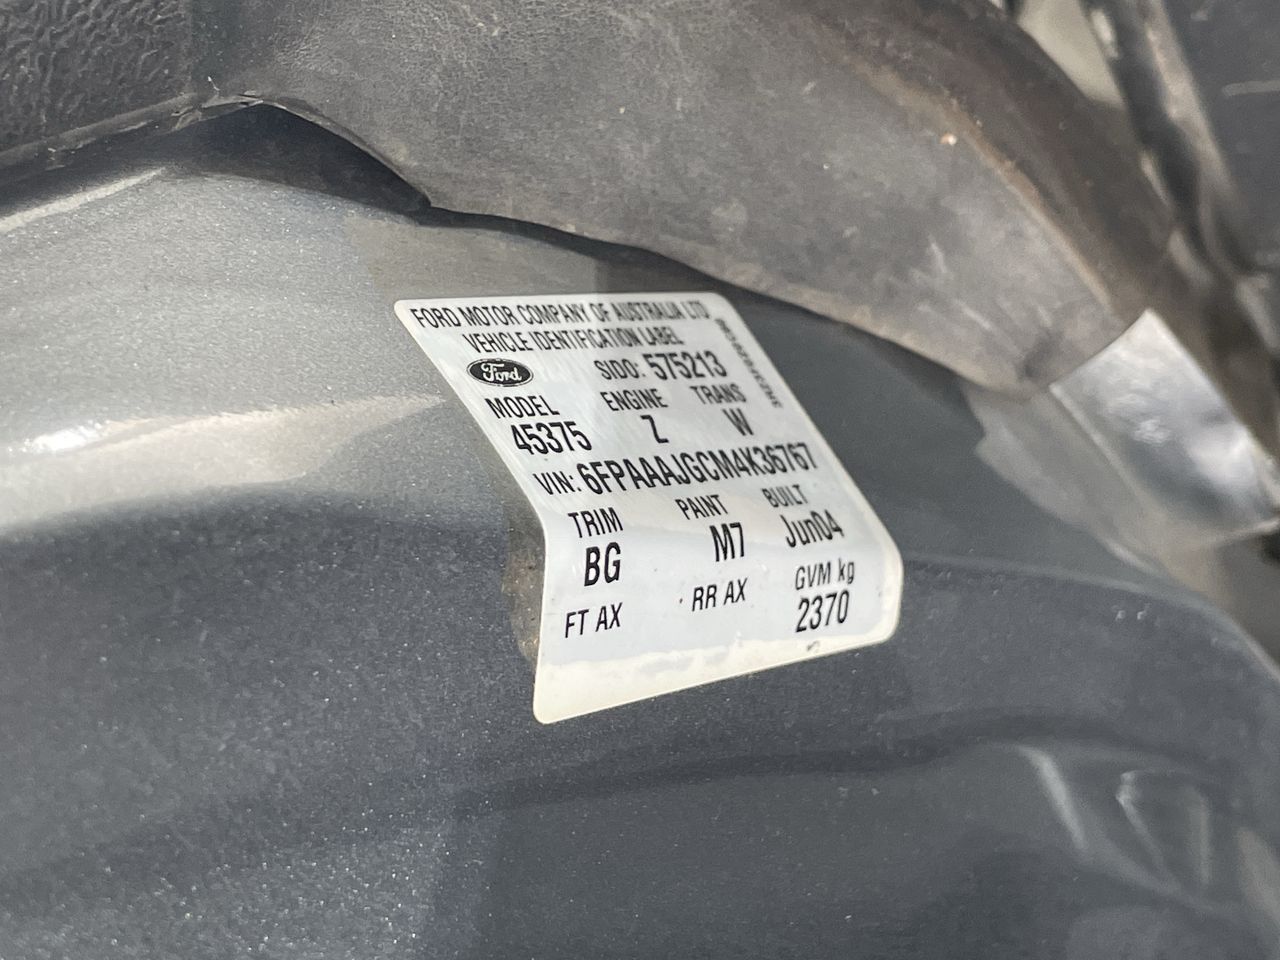 FORD MOTOR COMPANY OF AUSTRALIA LTD
VEHICLE IDENTIFICATION LABEL
Ford SIDO: 575213
MODEL ENGINE TRANS
45375 Z W
VIN: 6FPAAAJGCM4K36767
TRIM PAINT BUILT
BG M7 Jun04
FT AX RR AX GVM kg
2370